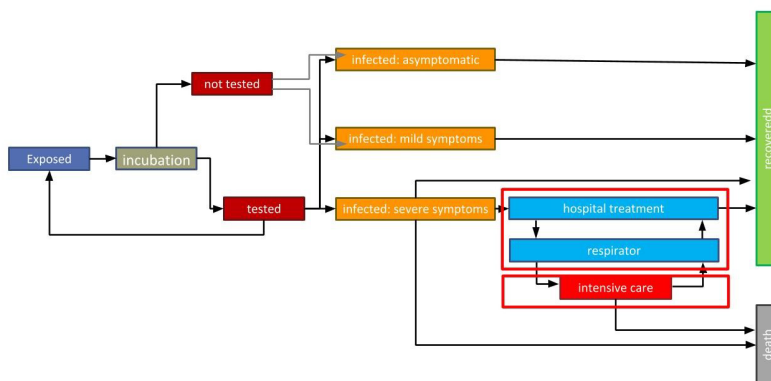 infected: asymptomatic
not tested
infected: mild symptoms
Exposed
incubation
tested
infected: severe symptoms
hospital treatment
respirator
intensive care
recoveredd
death